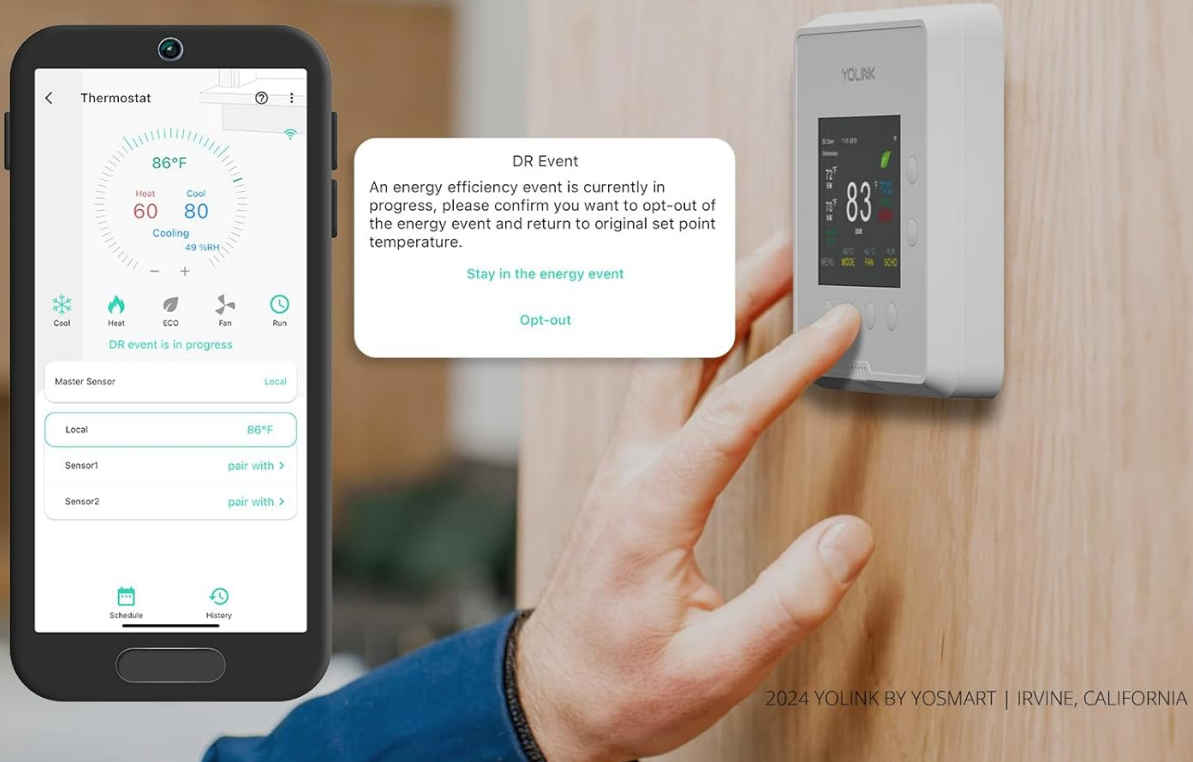 Thermostat
86°F
Heat Cool
60 80
Cooling
49 %RH
Cool Heat ECO Fan Run
DR event is in progress
Master Sensor Local
Local 86°F
Sensor1 pair with >
Sensor2 pair with >
Schedule History
DR Event
An energy efficiency event is currently in
progress, please confirm you want to opt-out of
the energy event and return to original set point
temperature.
Stay in the energy event
Opt-out
YOLINK
72°F
83 °F
MENU MODE FAN SCHD
2024 YOLINK BY YOSMART | IRVINE, CALIFORNIA